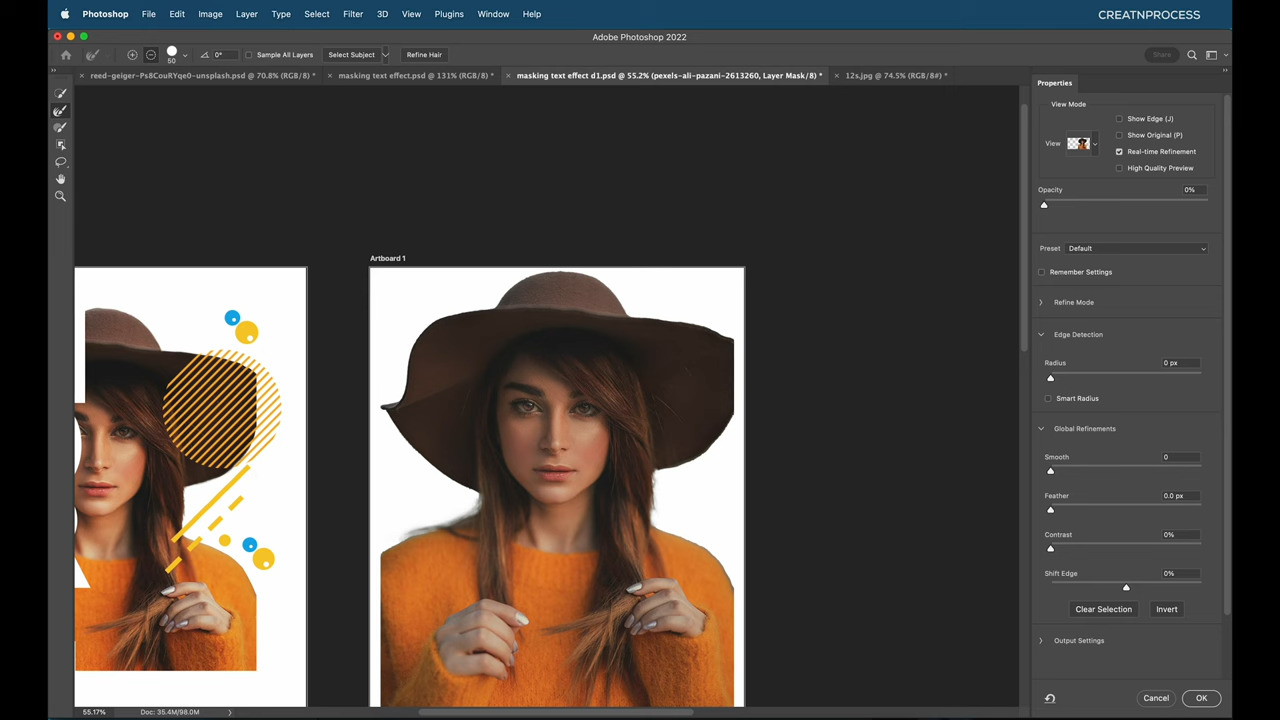 Photoshop File Edit Image Layer Type Select Filter 3D View Plugins Window Help
CREATNPROCESS
Adobe Photoshop 2022
50 0° Sample All Layers Select Subject Refine Hair Share
reed-geiger-Ps8CouRYqe0-unsplash.psd @ 70.8% (RGB/8) * masking text effect.psd @ 131% (RGB/8) * masking text effect d1.psd @ 55.2% (pexels-ali-pazani-2613260, Layer Mask/8) * 12s.jpg @ 74.5% (RGB/8#) *
Properties
View Mode
Show Edge (J)
Show Original (P)
View
Real-time Refinement
High Quality Preview
Opacity 0%
Preset Default
Remember Settings
Refine Mode
Edge Detection
Radius 0 px
Smart Radius
Global Refinements
Smooth 0
Feather 0.0 px
Contrast 0%
Shift Edge 0%
Clear Selection Invert
Output Settings
Cancel OK
Artboard 1
55.17% Doc: 35.4M/98.0M